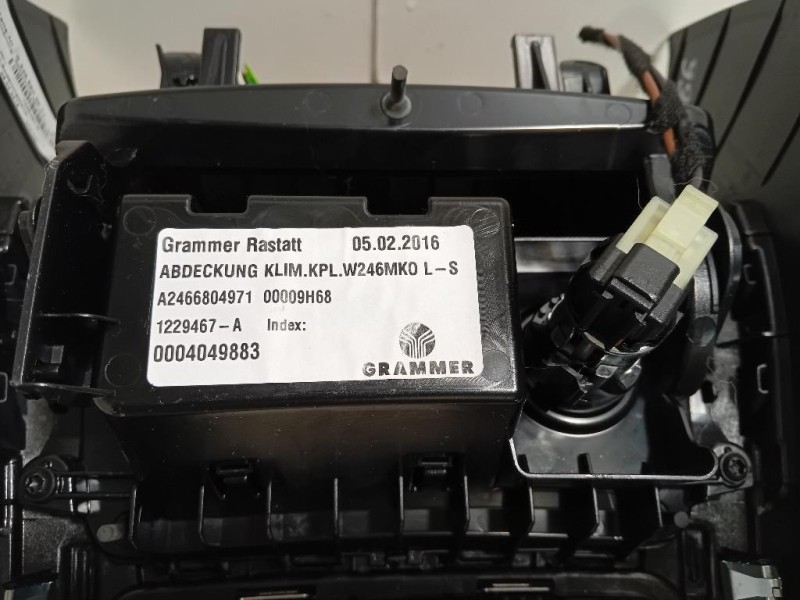 Grammer Rastatt 05.02.2016
ABDECKUNG KLIM.KPL.W246MKO L-S
A2466804971 00009H68
1229467-A Index:
0004049883
GRAMMER